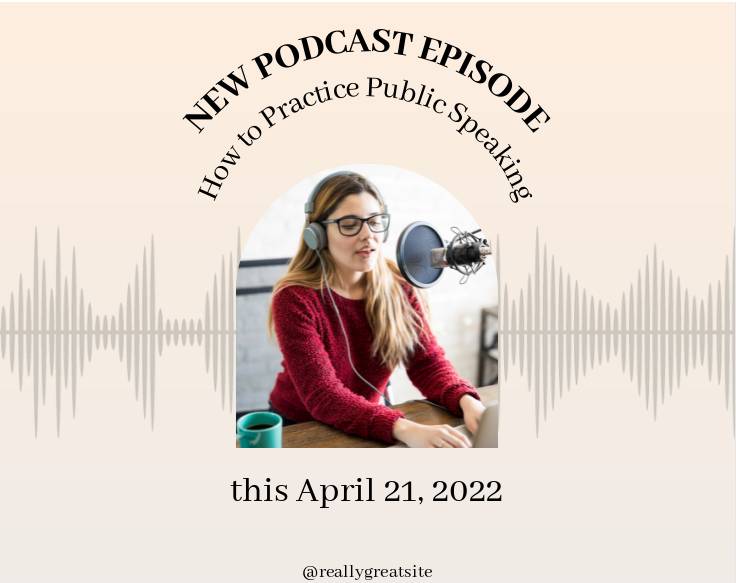 NEW PODCAST EPISODE
How to Practice Public Speaking
this April 21, 2022
@reallygreatsite